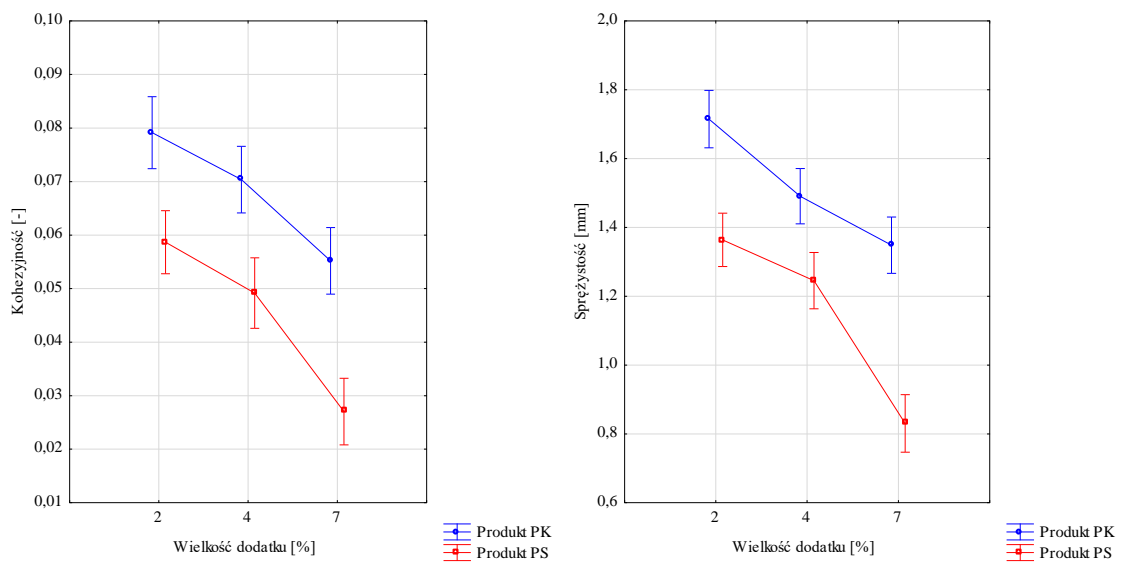 0,10
0,09
0,08
0,07
0,06
0,05
0,04
0,03
0,02
0,01
Kohezyjność [-]
2 4 7
Wielkość dodatku [%]
Produkt PK
Produkt PS
2,0
1,8
1,6
1,4
1,2
1,0
0,8
0,6
Sprężystość [mm]
2 4 7
Wielkość dodatku [%]
Produkt PK
Produkt PS